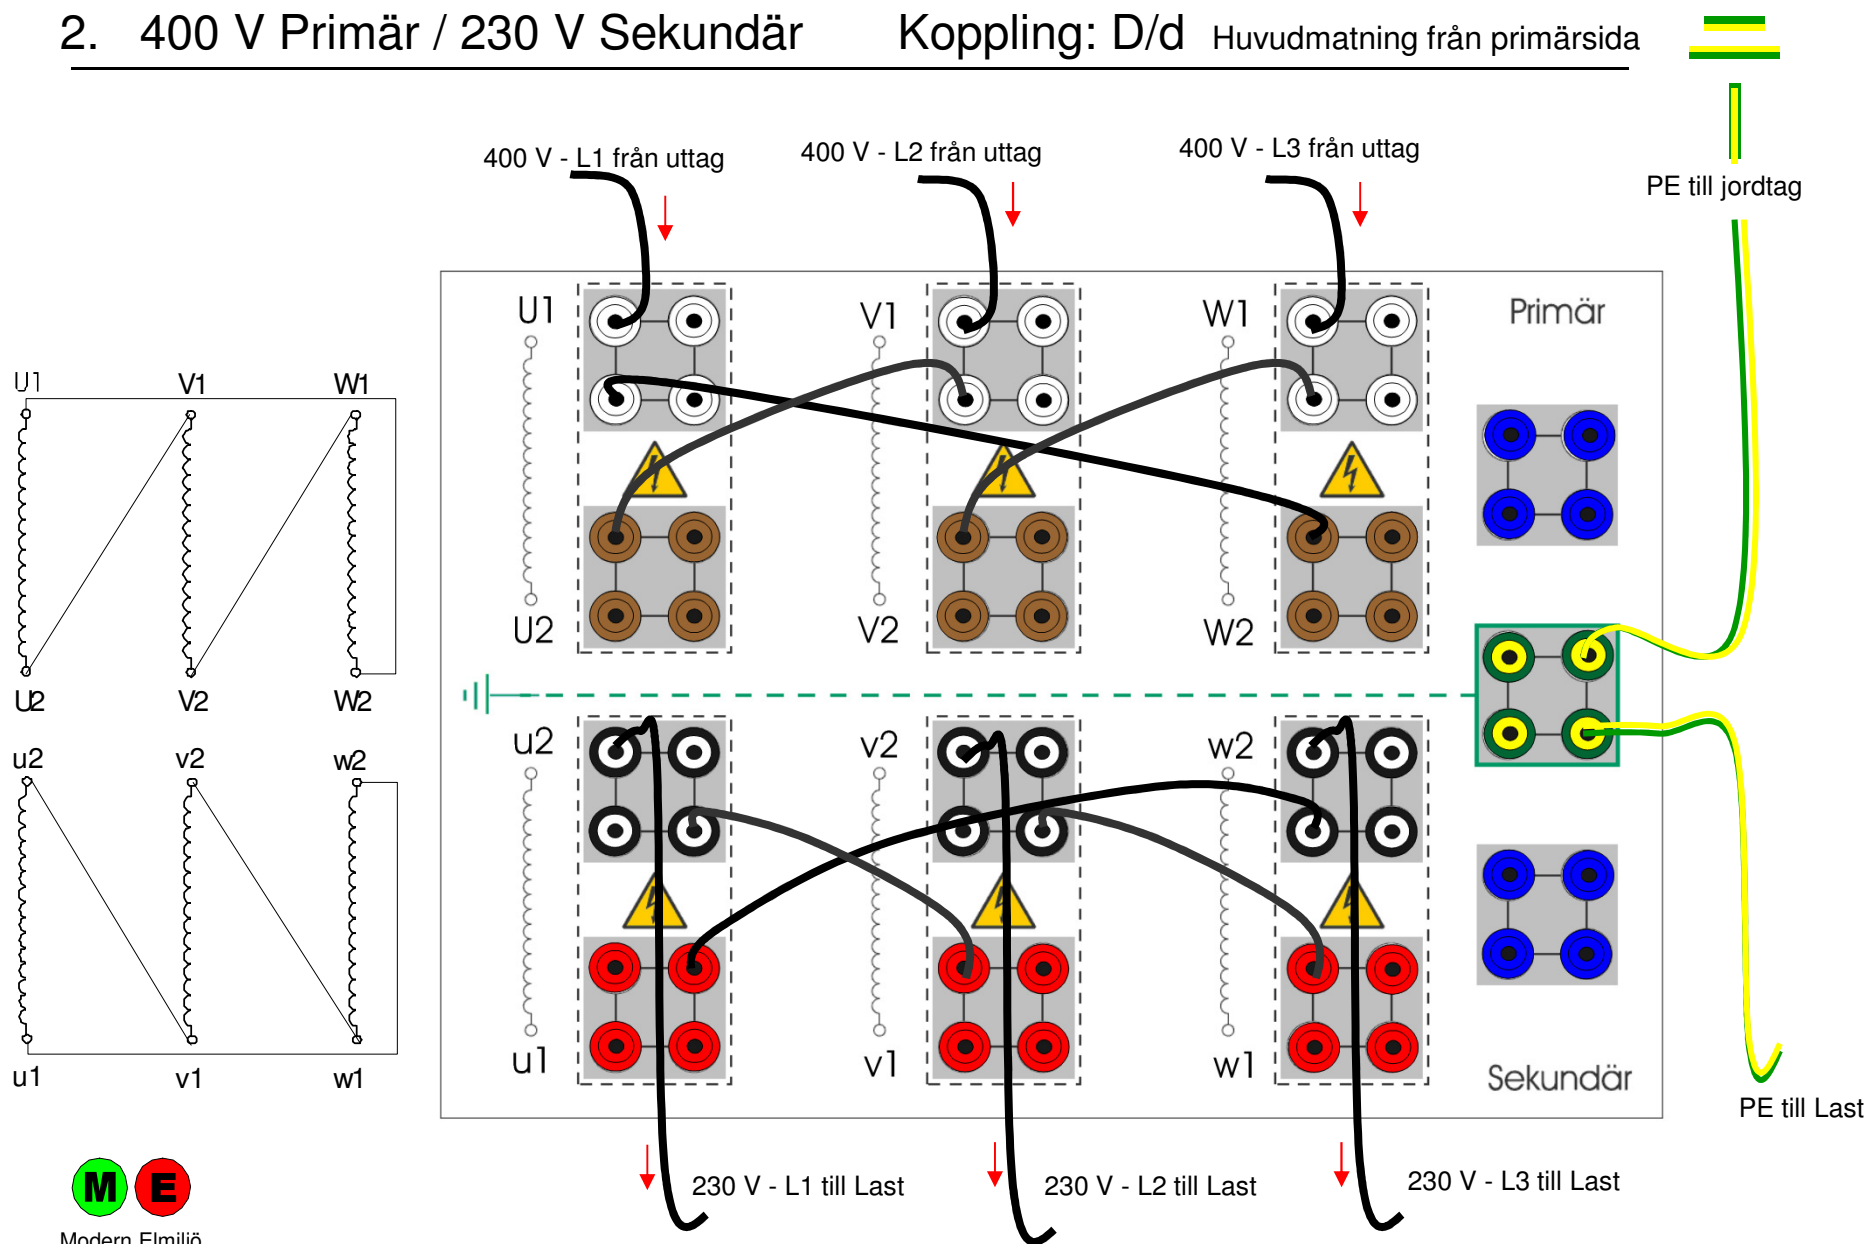 2. 400 V Primär / 230 V Sekundär Koppling: D/d Huvudmatning från primärsida
400 V - L1 från uttag
400 V - L2 från uttag
400 V - L3 från uttag
PE till jordtag
U1 V1 W1 Primär
U1 V1 W1
U2 V2 W2
U2 V2 W2
u2 v2 w2
u2 v2 w2
u1 v1 w1
u1 v1 w1 Sekundär
PE till Last
230 V - L1 till Last
230 V - L2 till Last
230 V - L3 till Last
M E
Modern Elmiljö